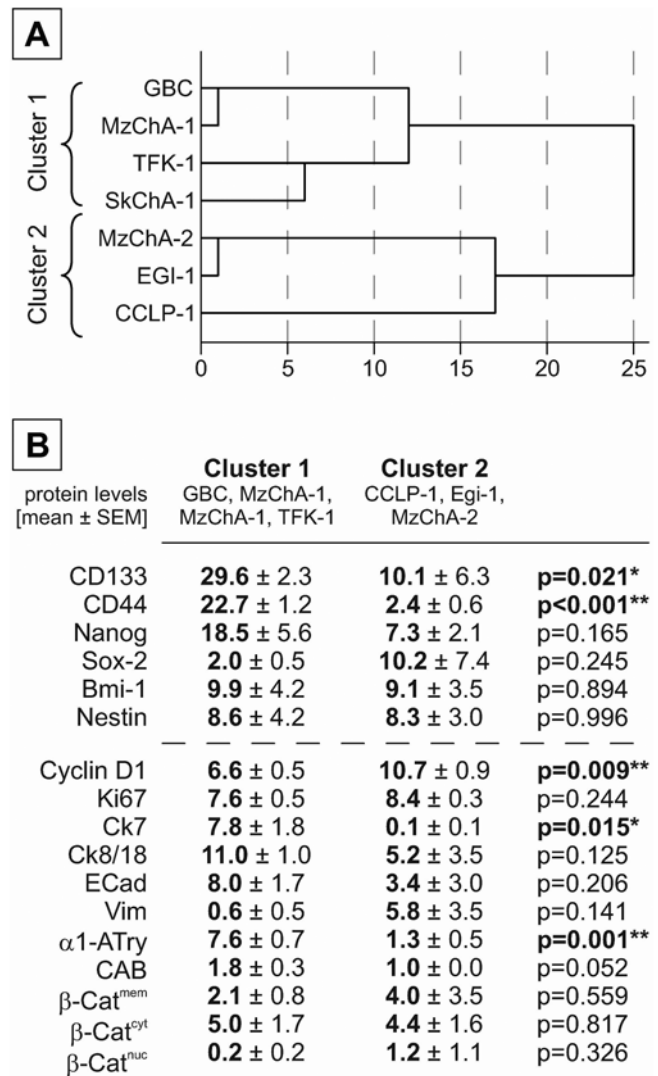 A
Cluster 1
GBC
MzChA-1
TFK-1
SkChA-1
Cluster 2
MzChA-2
EGI-1
CCLP-1
0 5 10 15 20 25
B
Cluster 1 Cluster 2
protein levels GBC, MzChA-1, CCLP-1, Egi-1,
[mean ± SEM] MzChA-1, TFK-1 MzChA-2
CD133 29.6 ± 2.3 10.1 ± 6.3 p=0.021*
CD44 22.7 ± 1.2 2.4 ± 0.6 p<0.001**
Nanog 18.5 ± 5.6 7.3 ± 2.1 p=0.165
Sox-2 2.0 ± 0.5 10.2 ± 7.4 p=0.245
Bmi-1 9.9 ± 4.2 9.1 ± 3.5 p=0.894
Nestin 8.6 ± 4.2 8.3 ± 3.0 p=0.996
Cyclin D1 6.6 ± 0.5 10.7 ± 0.9 p=0.009**
Ki67 7.6 ± 0.5 8.4 ± 0.3 p=0.244
Ck7 7.8 ± 1.8 0.1 ± 0.1 p=0.015*
Ck8/18 11.0 ± 1.0 5.2 ± 3.5 p=0.125
ECad 8.0 ± 1.7 3.4 ± 3.0 p=0.206
Vim 0.6 ± 0.5 5.8 ± 3.5 p=0.141
α1-ATry 7.6 ± 0.7 1.3 ± 0.5 p=0.001**
CAB 1.8 ± 0.3 1.0 ± 0.0 p=0.052
β-Catmem 2.1 ± 0.8 4.0 ± 3.5 p=0.559
β-Catcyt 5.0 ± 1.7 4.4 ± 1.6 p=0.817
β-Catnuc 0.2 ± 0.2 1.2 ± 1.1 p=0.326